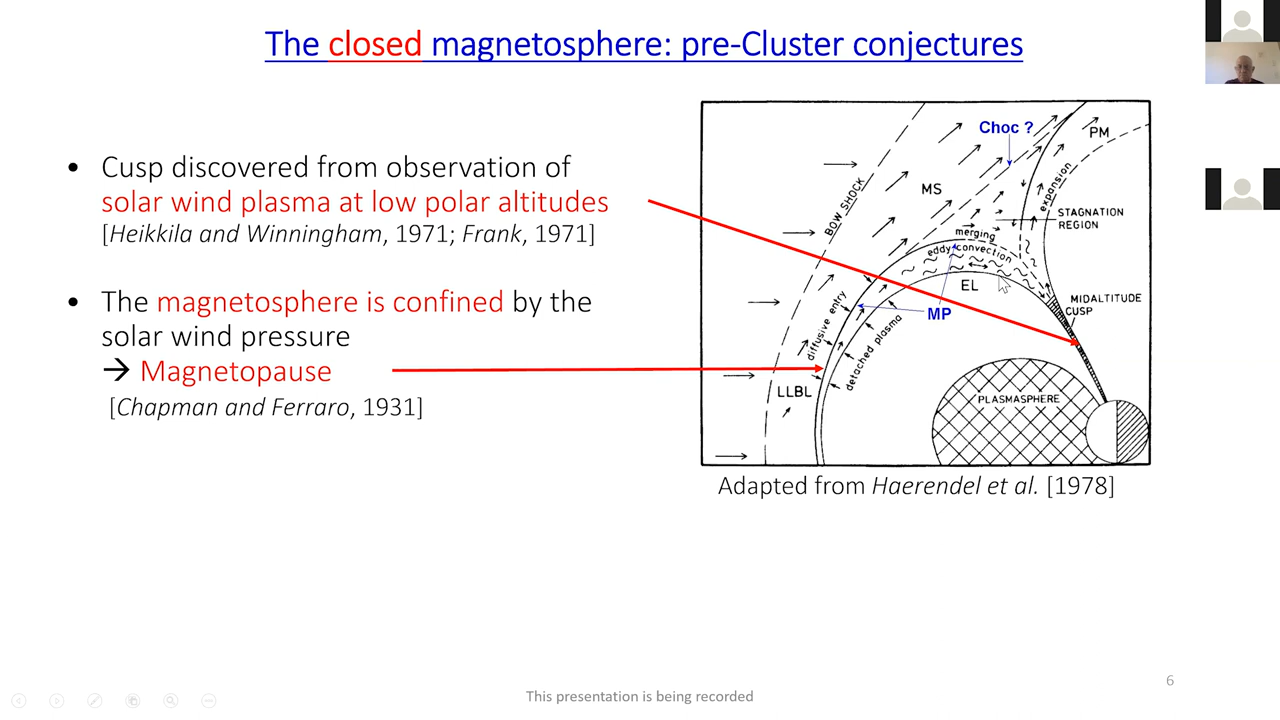 The closed magnetosphere: pre-Cluster conjectures
• Cusp discovered from observation of
solar wind plasma at low polar altitudes
[Heikkila and Winningham, 1971; Frank, 1971]
• The magnetosphere is confined by the
solar wind pressure
→ Magnetopause
[Chapman and Ferraro, 1931]
Choc ?
PM
BOW SHOCK
MS
expansion
STAGNATION
REGION
merging
eddy convection
EL
MIDALTITUDE
CUSP
MP
diffusive entry
detached plasma
LLBL
PLASMASPHERE
Adapted from Haerendel et al. [1978]
6
This presentation is being recorded